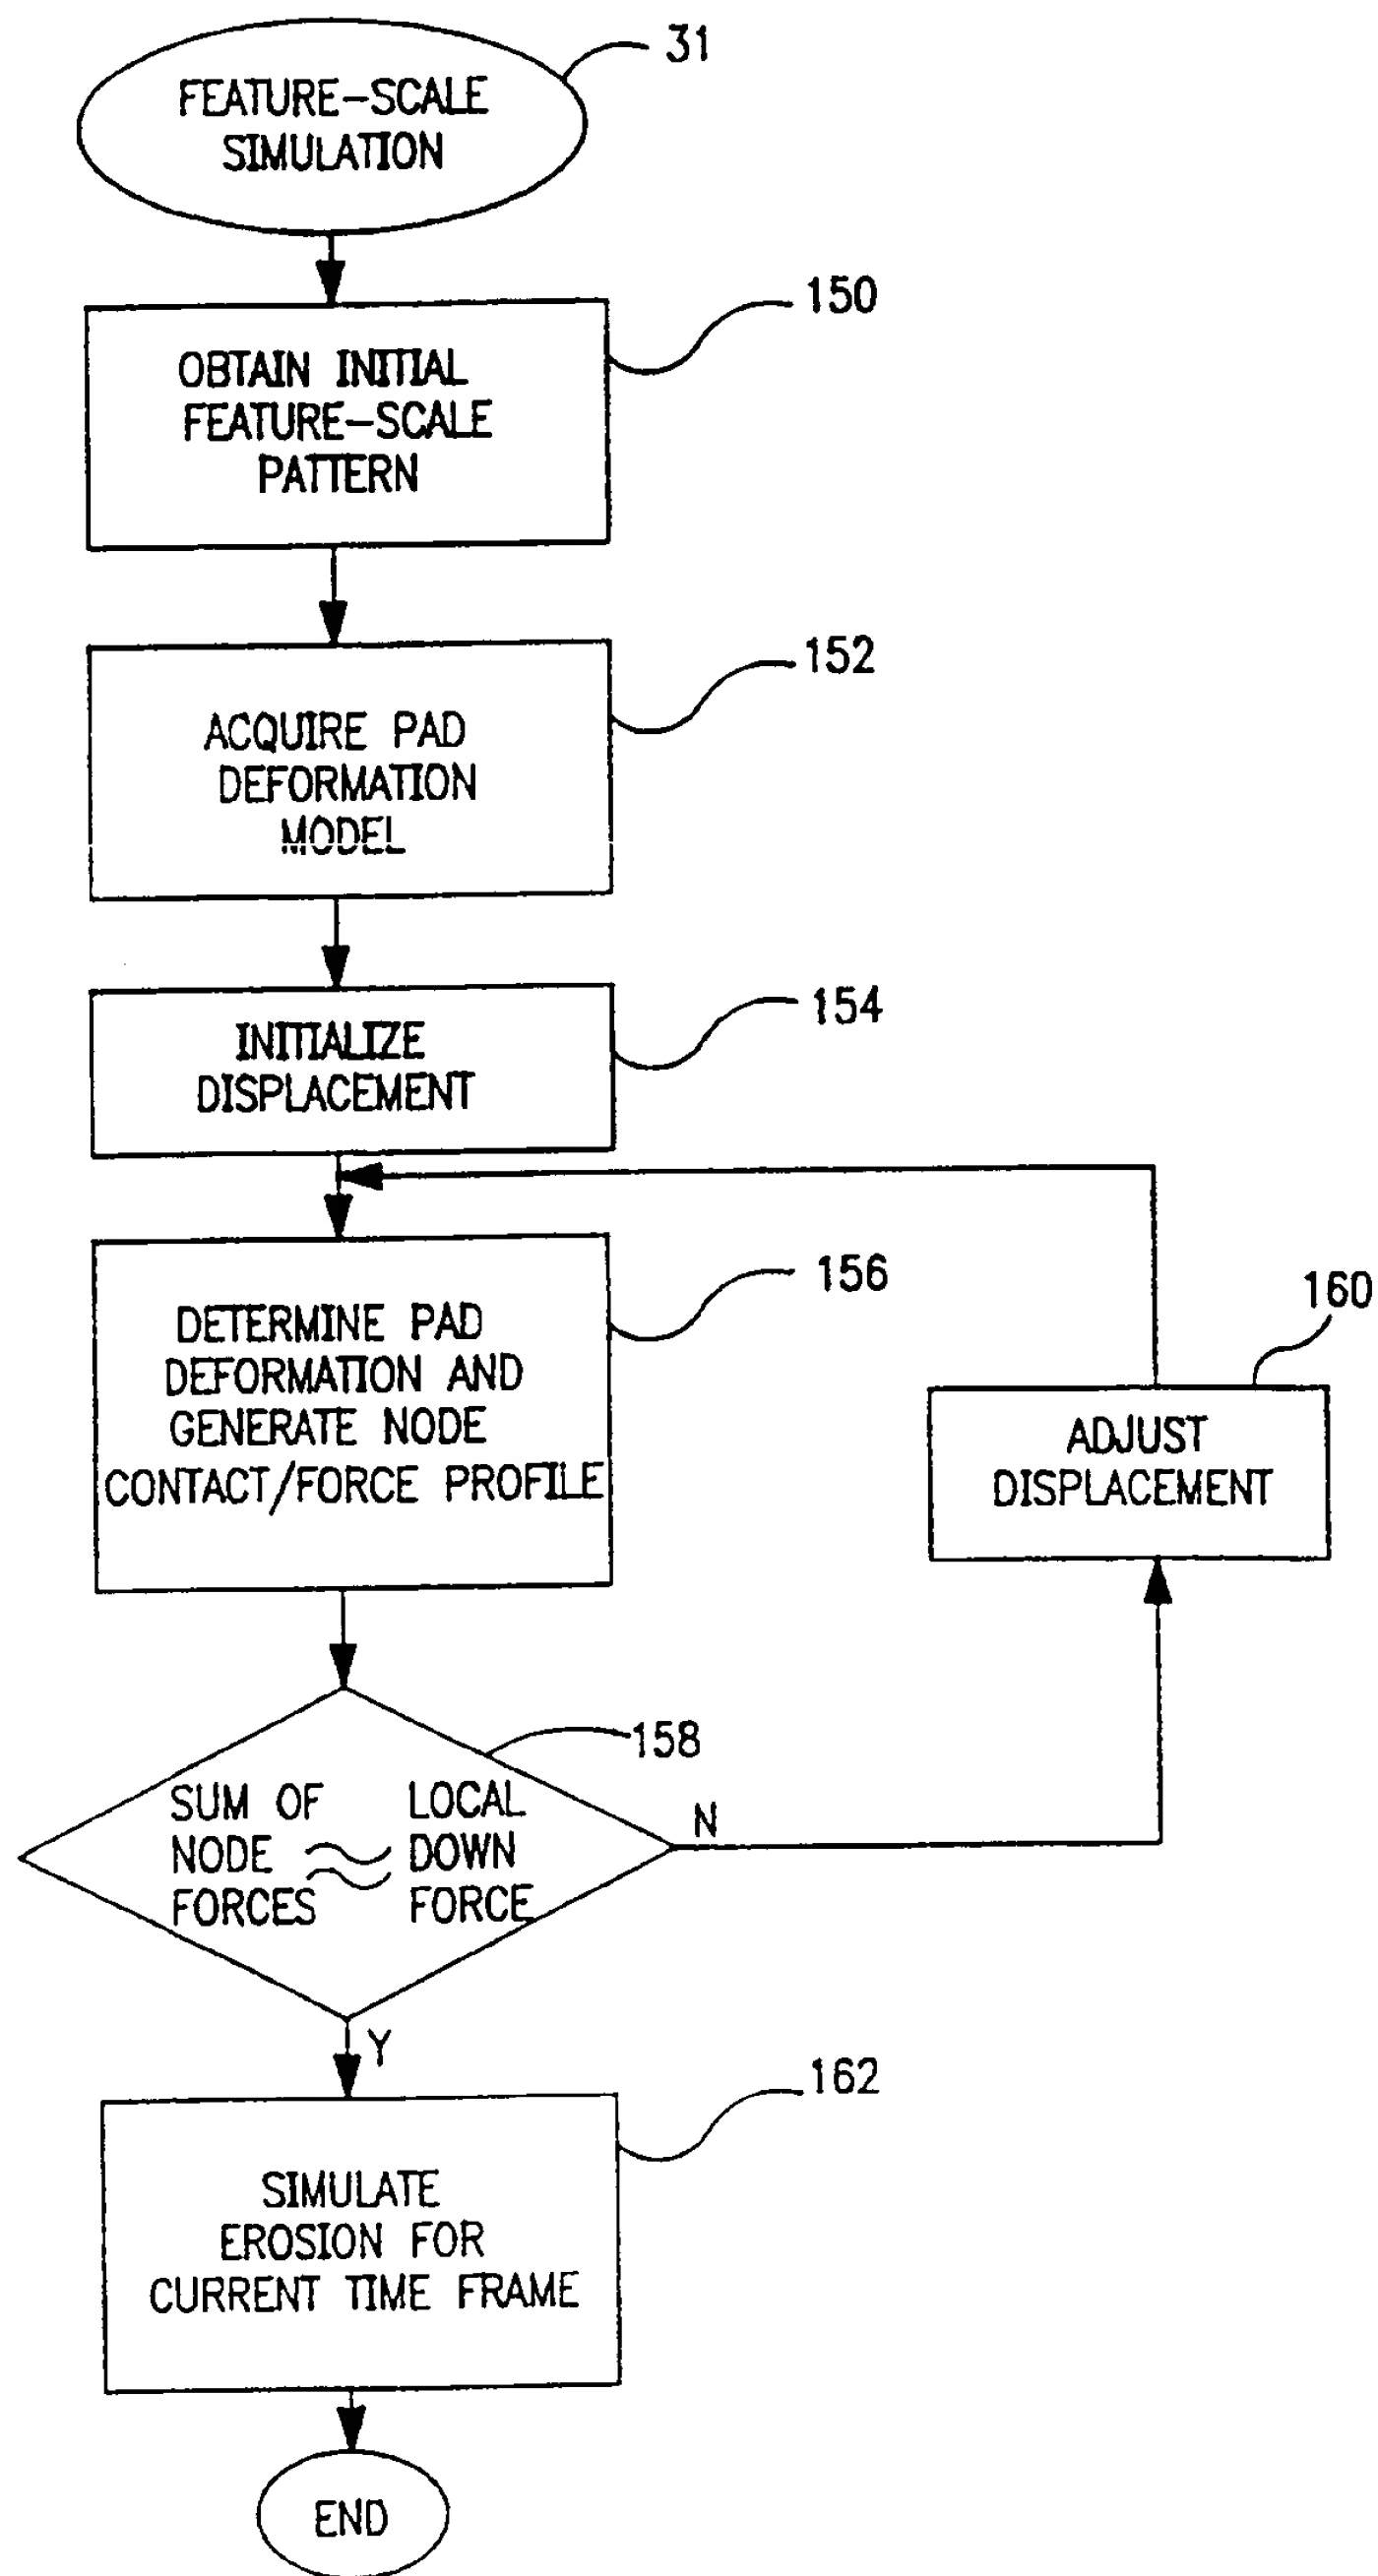 FEATURE-SCALE
SIMULATION
31
OBTAIN INITIAL
FEATURE-SCALE
PATTERN
150
ACQUIRE PAD
DEFORMATION
MODEL
152
INITIALIZE
DISPLACEMENT
154
DETERMINE PAD
DEFORMATION AND
GENERATE NODE
CONTACT/FORCE PROFILE
156
ADJUST
DISPLACEMENT
160
SUM OF
NODE
FORCES
≈
LOCAL
DOWN
FORCE
158
N
Y
SIMULATE
EROSION FOR
CURRENT TIME FRAME
162
END